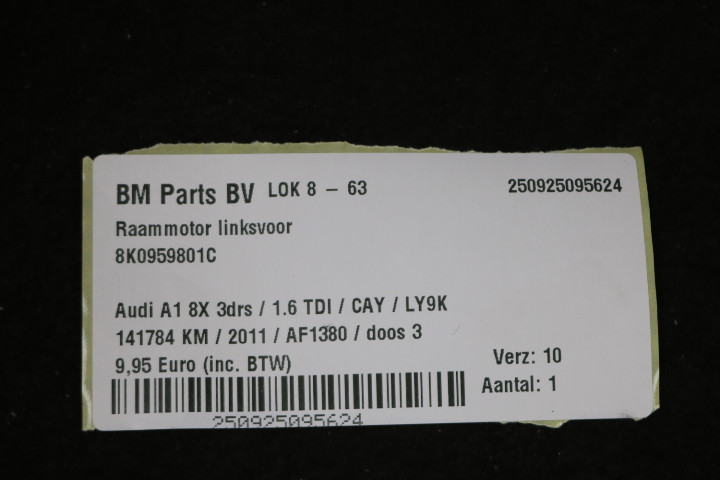 BM Parts BV LOK 8 - 63 250925095624
Raammotor linksvoor
8K0959801C
Audi A1 8X 3drs / 1.6 TDI / CAY / LY9K
141784 KM / 2011 / AF1380 / doos 3
9,95 Euro (inc. BTW) Verz: 10
Aantal: 1
250925095624